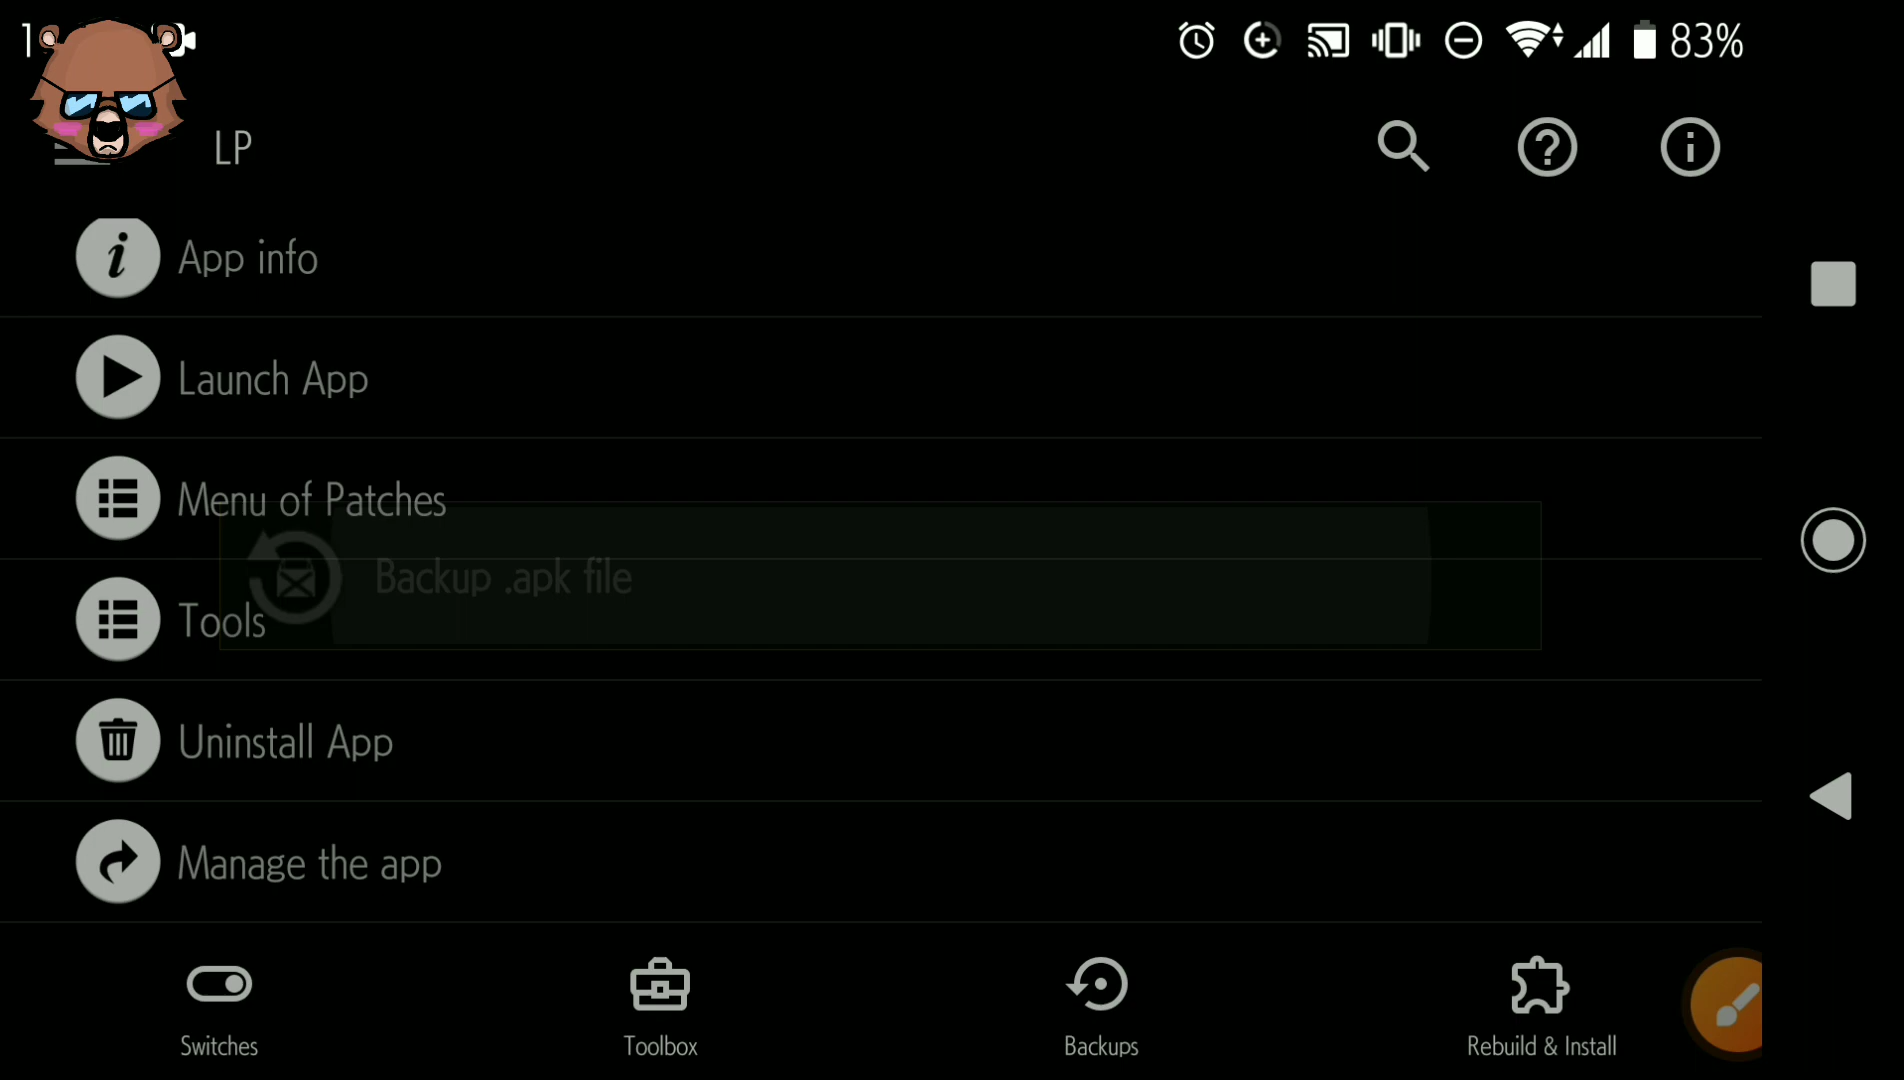 1
83%
LP
App info
Launch App
Menu of Patches
Backup .apk file
Tools
Uninstall App
Manage the app
Switches
Toolbox
Backups
Rebuild & Install